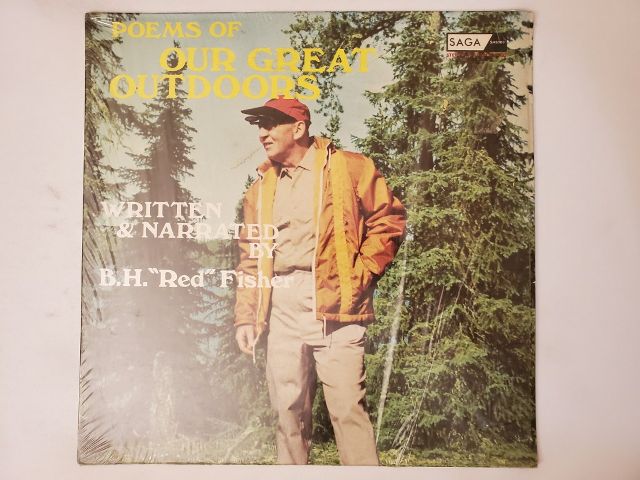 POEMS OF
OUR GREAT
OUTDOORS
SAGA
WRITTEN
& NARRATED
BY
B.H. "Red" Fisher